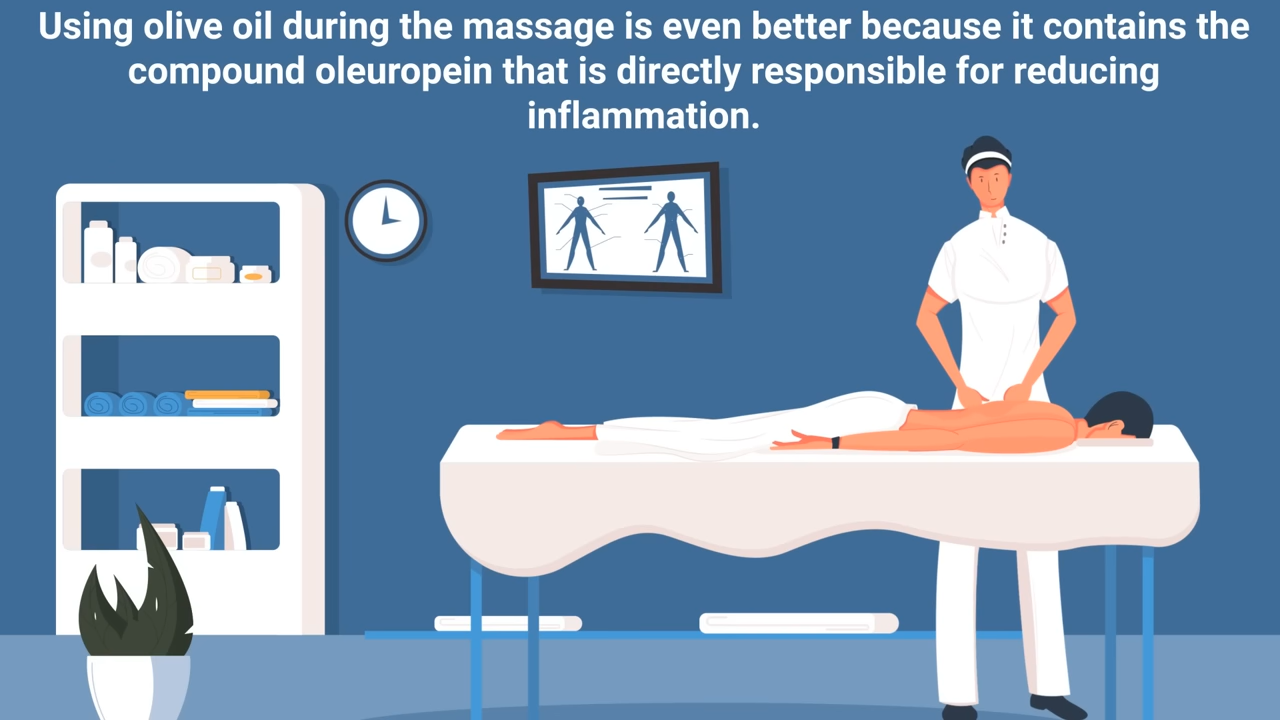 Using olive oil during the massage is even better because it contains the
compound oleuropein that is directly responsible for reducing
inflammation.